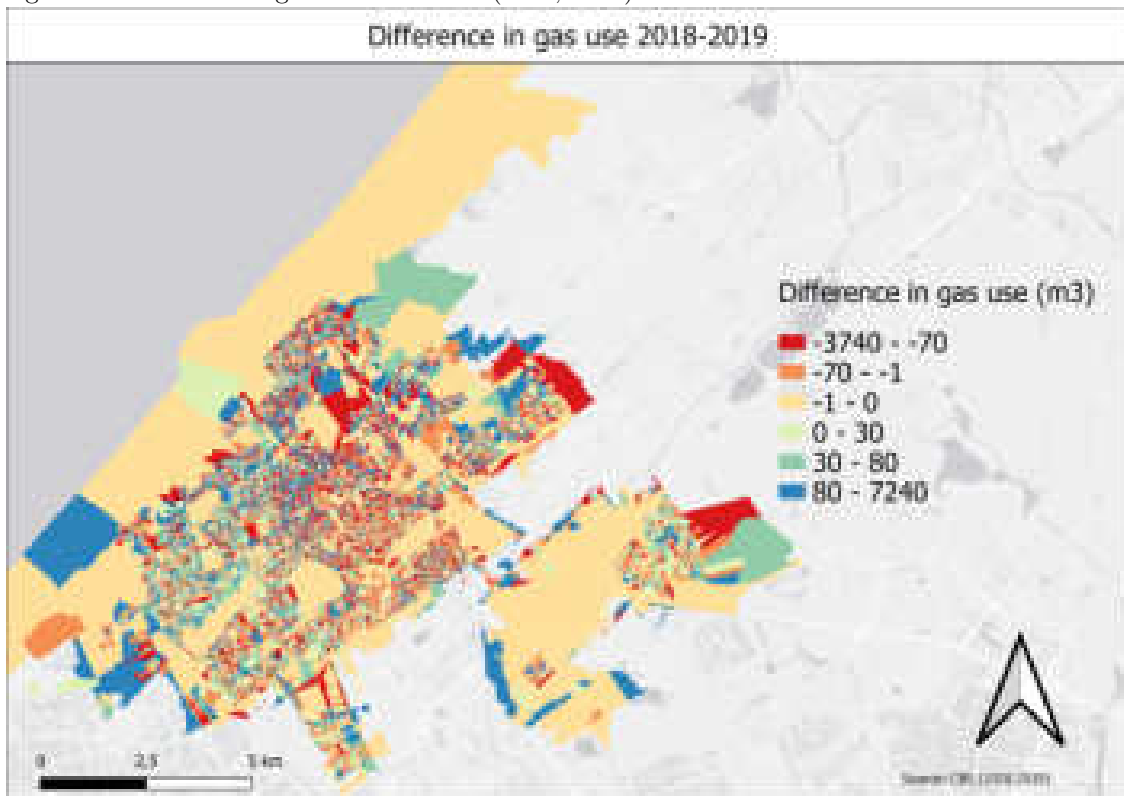 Difference in gas use 2018-2019
Difference in gas use (m3)
-3740 - -70
-70 - -1
-1 - 0
0 - 30
30 - 80
80 - 7240
0 2,5 5 km